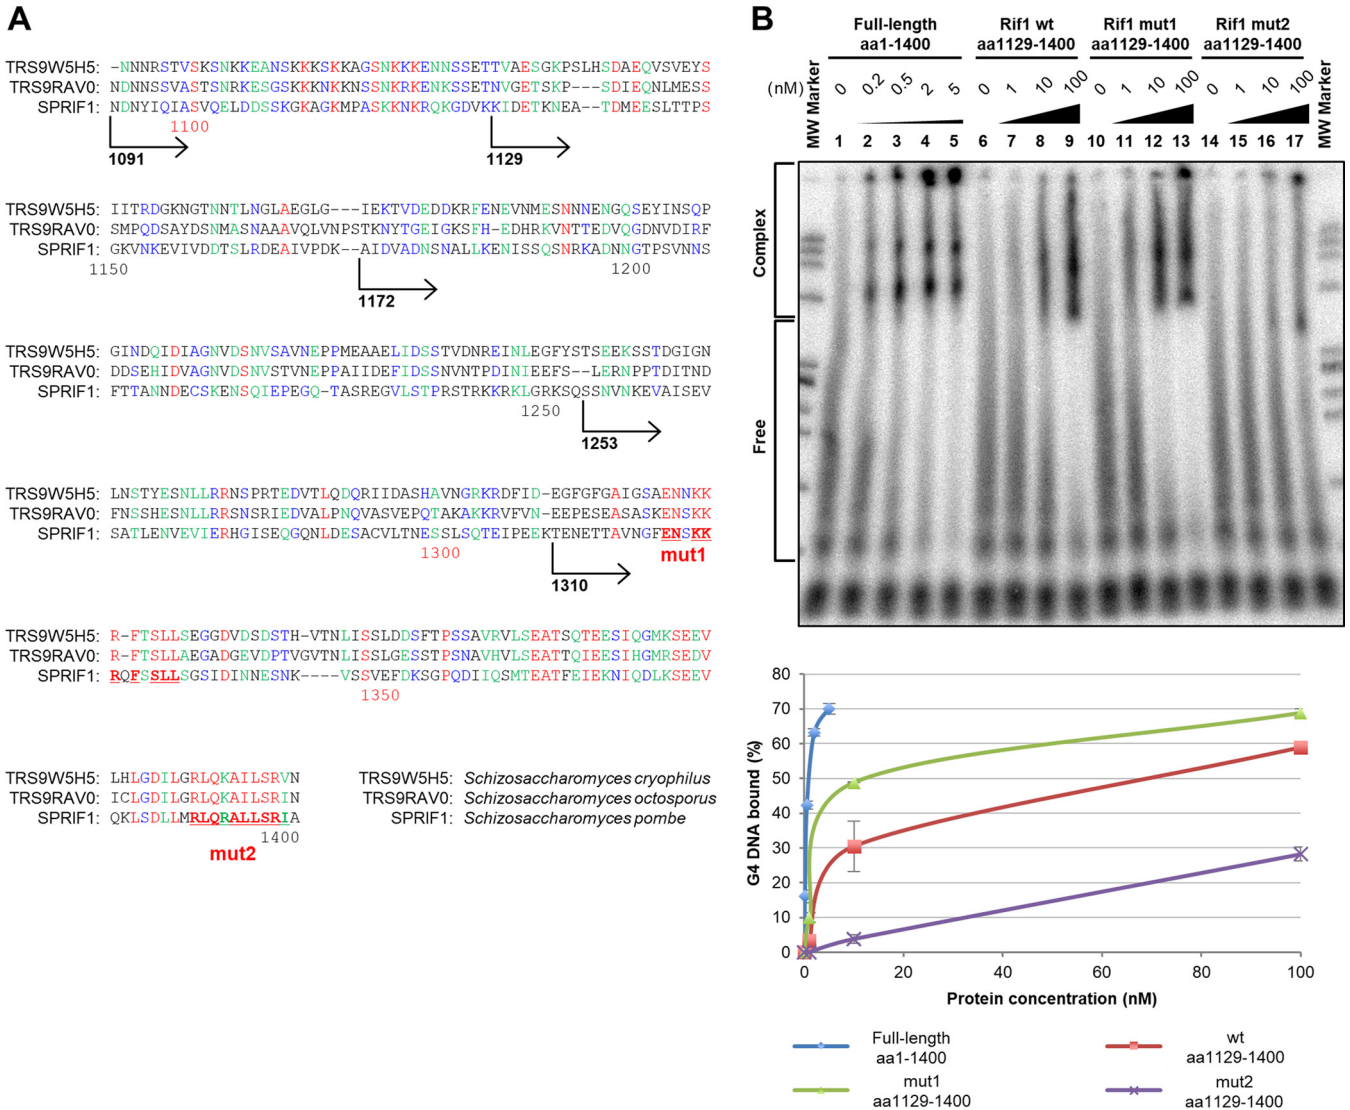 A
TRS9W5H5: -NNNRSTVSKSNKKEANSKKKSKKAGSNKKKENNSSETTVAESGKPSLHSDAEQVSVEYS
TRS9RAV0: NDNNSSVASTSNRKESGSKKKNKKNSNKKRKENSSETNVGETSKP---SDIEQNLMESS
SPRIF1: NDNYIQIASVQELDDSSKGKAGKMPASKKNKRQKGDVKKIDETKNEA--TDMEESLTTPS
1100
1091
1129
TRS9W5H5: IITRDGKNGTNNTLNGLAEGLG---IEKTVDEDDKRFENEVNMESNNNENGQSEYINSQP
TRS9RAV0: SMPQDSAYDSNMASNAAAVQLVNPSTKNYTGEIGKSFH-EDHRKVNTTEDVQGDNVDIRF
SPRIF1: GKVNKEVIVDDTSLRDEAIVPDK--AIDVADNSNALLKENISSQSNRKADNNGTPSVNNS
1150
1200
1172
TRS9W5H5: GINDQIDIAGNVDSNVSAVNEPPMEAAELIDSSTVDNREINLEGFYSTSEEKSSTDGIGN
TRS9RAV0: DDSEHIDVAGNVDSNVSTVNEPPAIIDEFIDSSNVNTPDINIEEFS--LERNPPTDITND
SPRIF1: FTTANNDECSKENSQIEPEGQ-TASREGVLSTPRSTRKKRKLGRKSQSSNVNKEVAISEV
1250
1253
TRS9W5H5: LNSTYESNLLRRNSPRTEDVTLQDQRIIDASHAVNGRKRDFID-EGFGFGAIGSAENNKK
TRS9RAV0: FNSSHESNLLRRNSRIEDVALPNQVASVEPQTAKAKKRVFVN-EEPESEASASKENSKK
SPRIF1: SATLENVEVIERHGISEQGQNLDESACVLTNESSLSQTEIPEEKTENETTAVNGFENSKK
1300
mut1
1310
TRS9W5H5: R-FTSLLSEGGDVDSDSTH-VTNLISSLDDSFTPSSAVRVLSEATSQTEESIQGMKSEEV
TRS9RAV0: R-FTSLLAEGADGEVDPTVGVTNLISSLGESSTPSNAVHVLSEATTQIEESIHGMRSEDV
SPRIF1: RQFSSLLSGSIDINNESNK----VSSVEFDKSGPQDIIQSMTEATFEIEKNIQDLKSEEV
1350
TRS9W5H5: LHLGDILGRLQKAILSRVN
TRS9RAV0: ICLGDILGRLQKAILSRIN
SPRIF1: QKLSDLLMRLQRALLSRIA
1400
mut2
TRS9W5H5: Schizosaccharomyces cryophilus
TRS9RAV0: Schizosaccharomyces octosporus
SPRIF1: Schizosaccharomyces pombe
B
Full-length Rif1 wt Rif1 mut1 Rif1 mut2
aa1-1400 aa1129-1400 aa1129-1400 aa1129-1400
MW Marker (nM) 0 0.2 0.5 2 5 0 1 10 100 0 1 10 100 0 1 10 100 MW Marker
1 2 3 4 5 6 7 8 9 10 11 12 13 14 15 16 17
Complex
Free
80
70
60
50
40
30
20
10
0
G4 DNA bound (%)
0 20 40 60 80 100
Protein concentration (nM)
Full-length
aa1-1400
wt
aa1129-1400
mut1
aa1129-1400
mut2
aa1129-1400